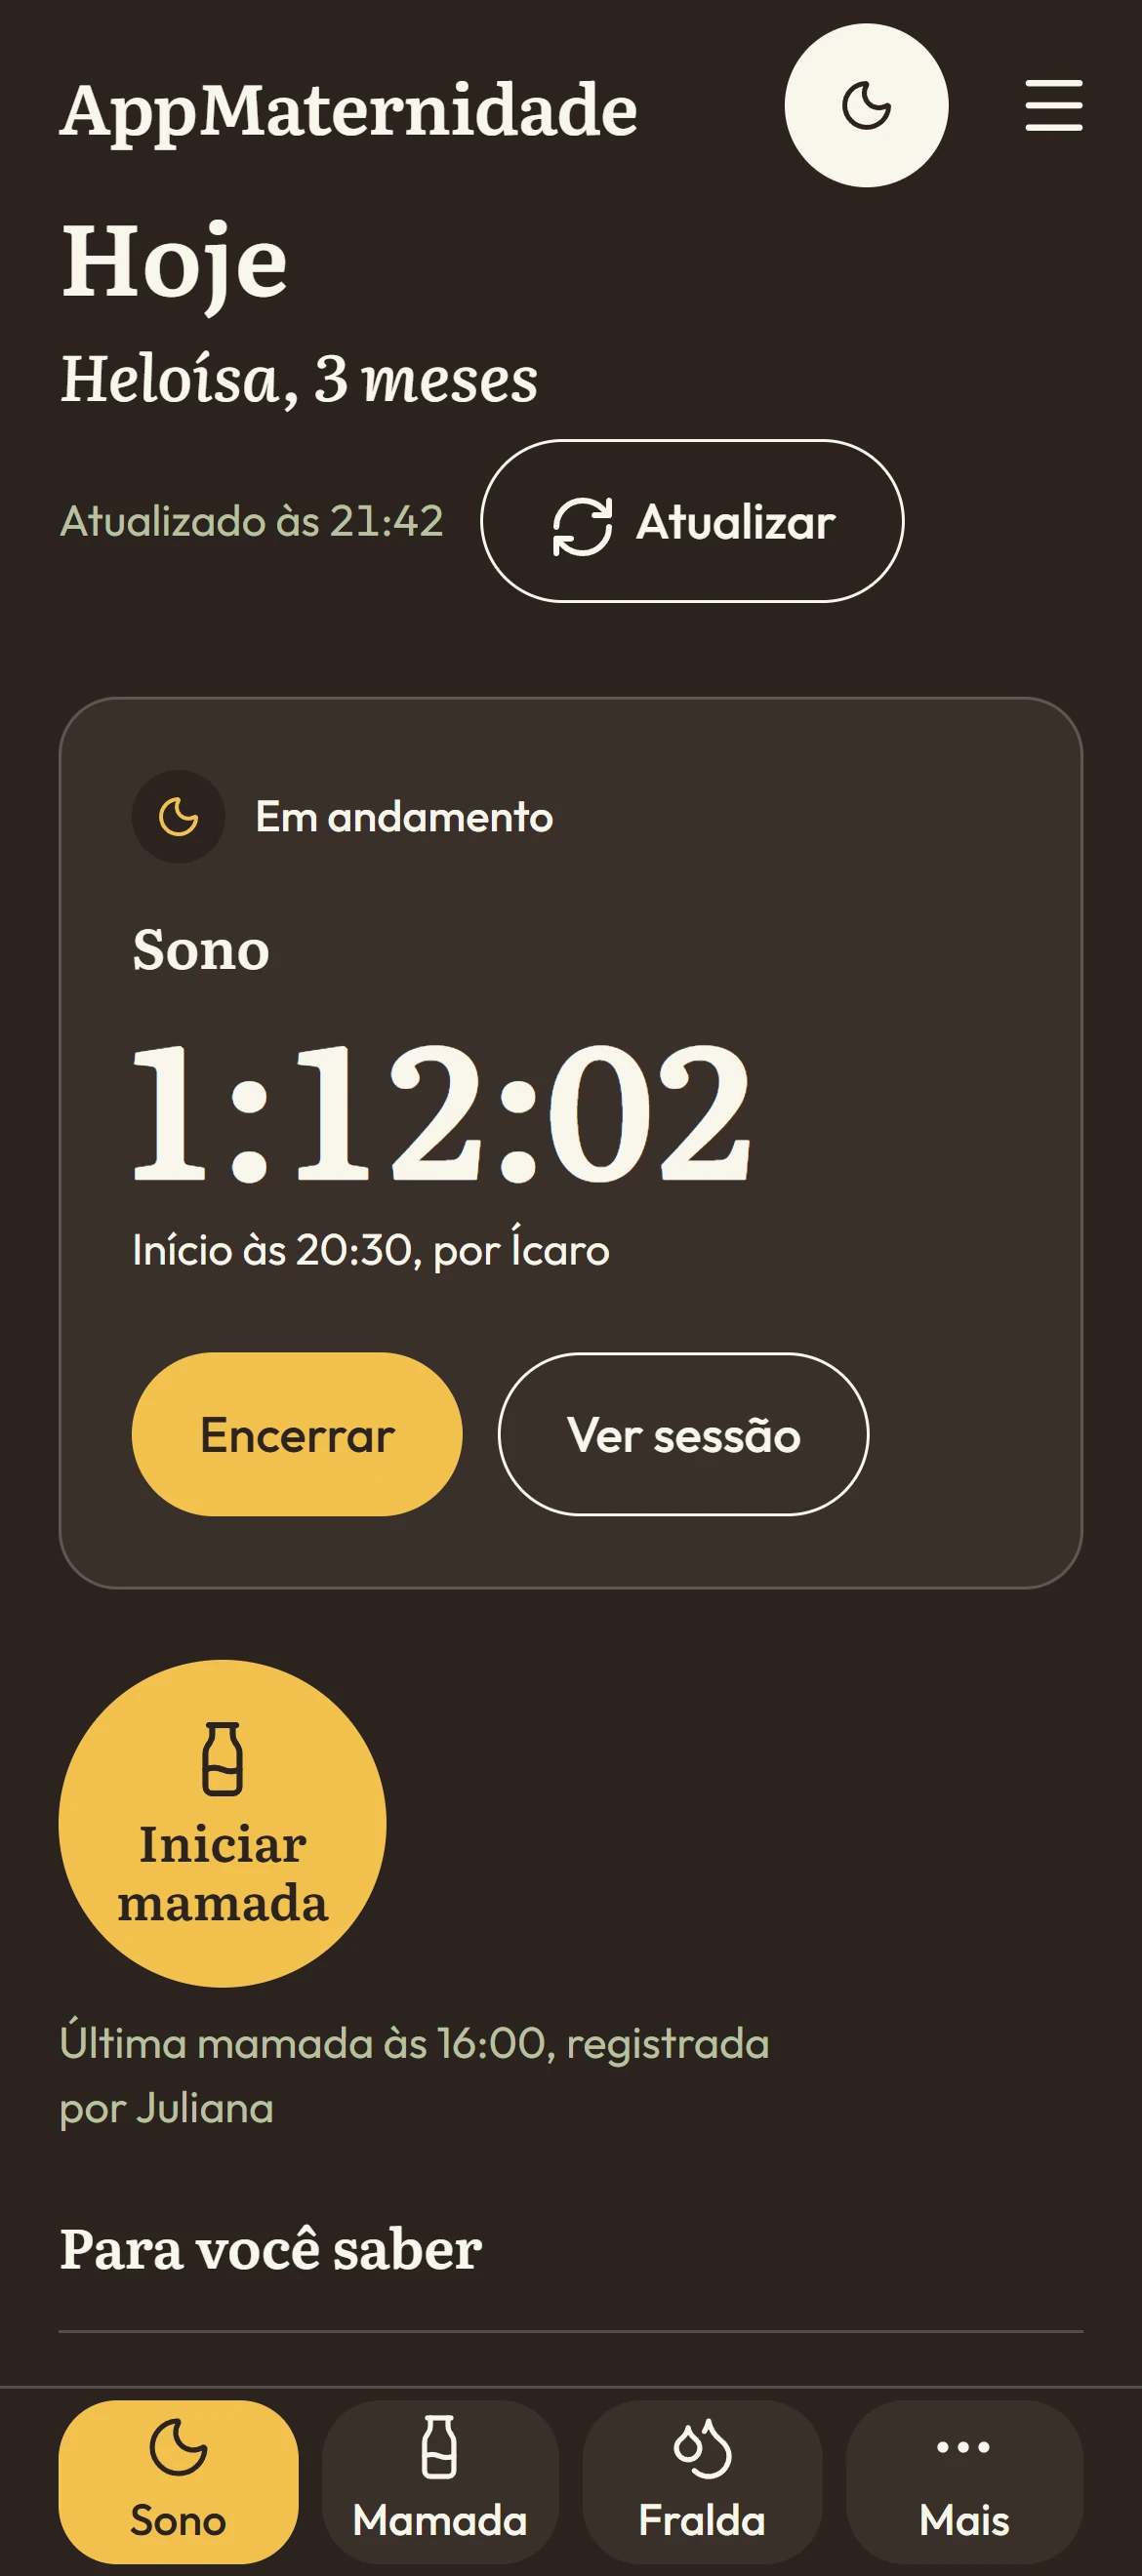 AppMaternidade
Hoje
Heloísa, 3 meses
Atualizado às 21:42
Atualizar
Em andamento
Sono
1:12:02
Início às 20:30, por Ícaro
Encerrar
Ver sessão
Iniciar
mamada
Última mamada às 16:00, registrada
por Juliana
Para você saber
Sono
Mamada
Fralda
Mais